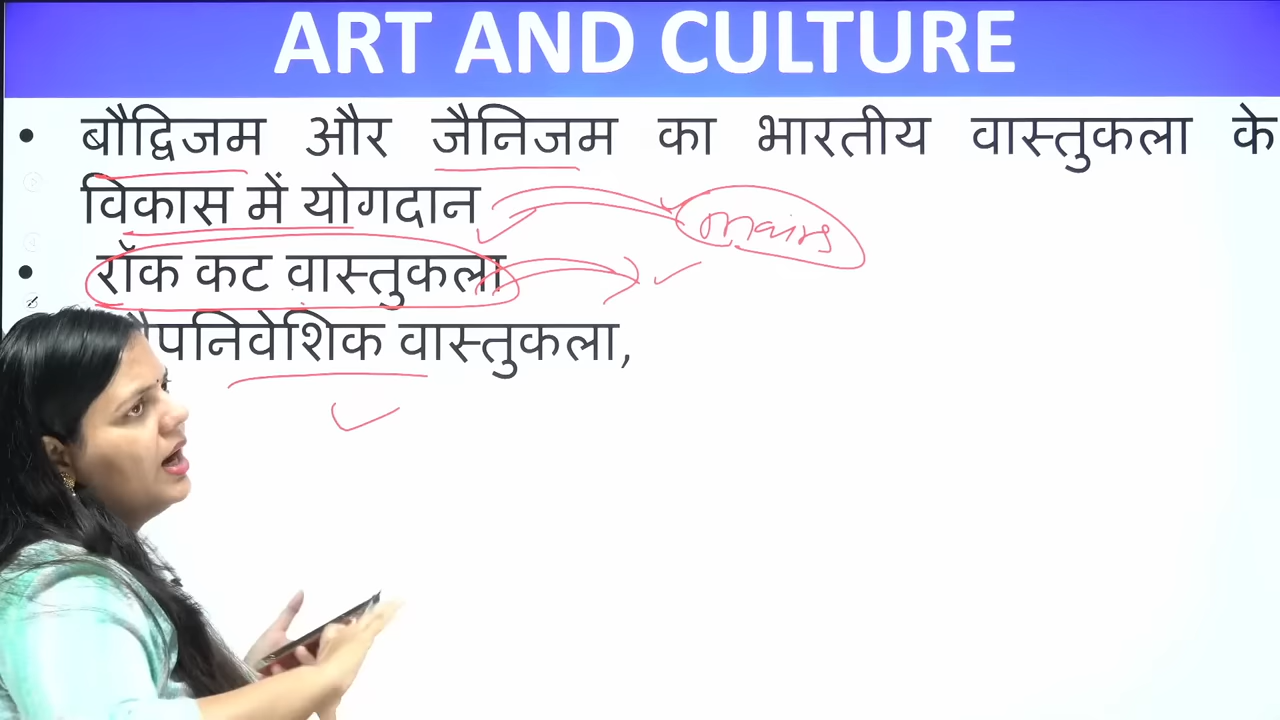 ART AND CULTURE
• बौद्विजम और जैनिजम का भारतीय वास्तुकला के
विकास में योगदान
mains
• रॉक कट वास्तुकला
पनिवेशिक वास्तुकला,